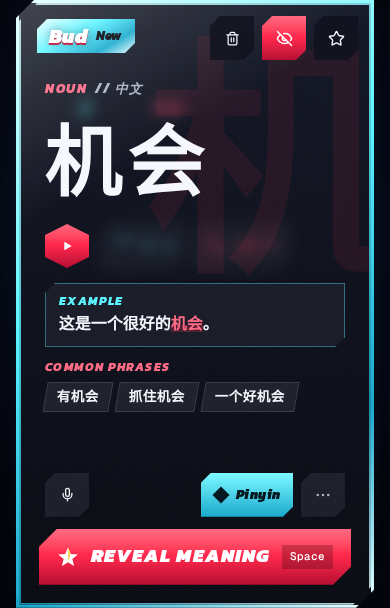 Bud New
NOUN // 中文
机会
机
EXAMPLE
这是一个很好的机会。
COMMON PHRASES
有机会 抓住机会 一个好机会
Pinyin
REVEAL MEANING Space